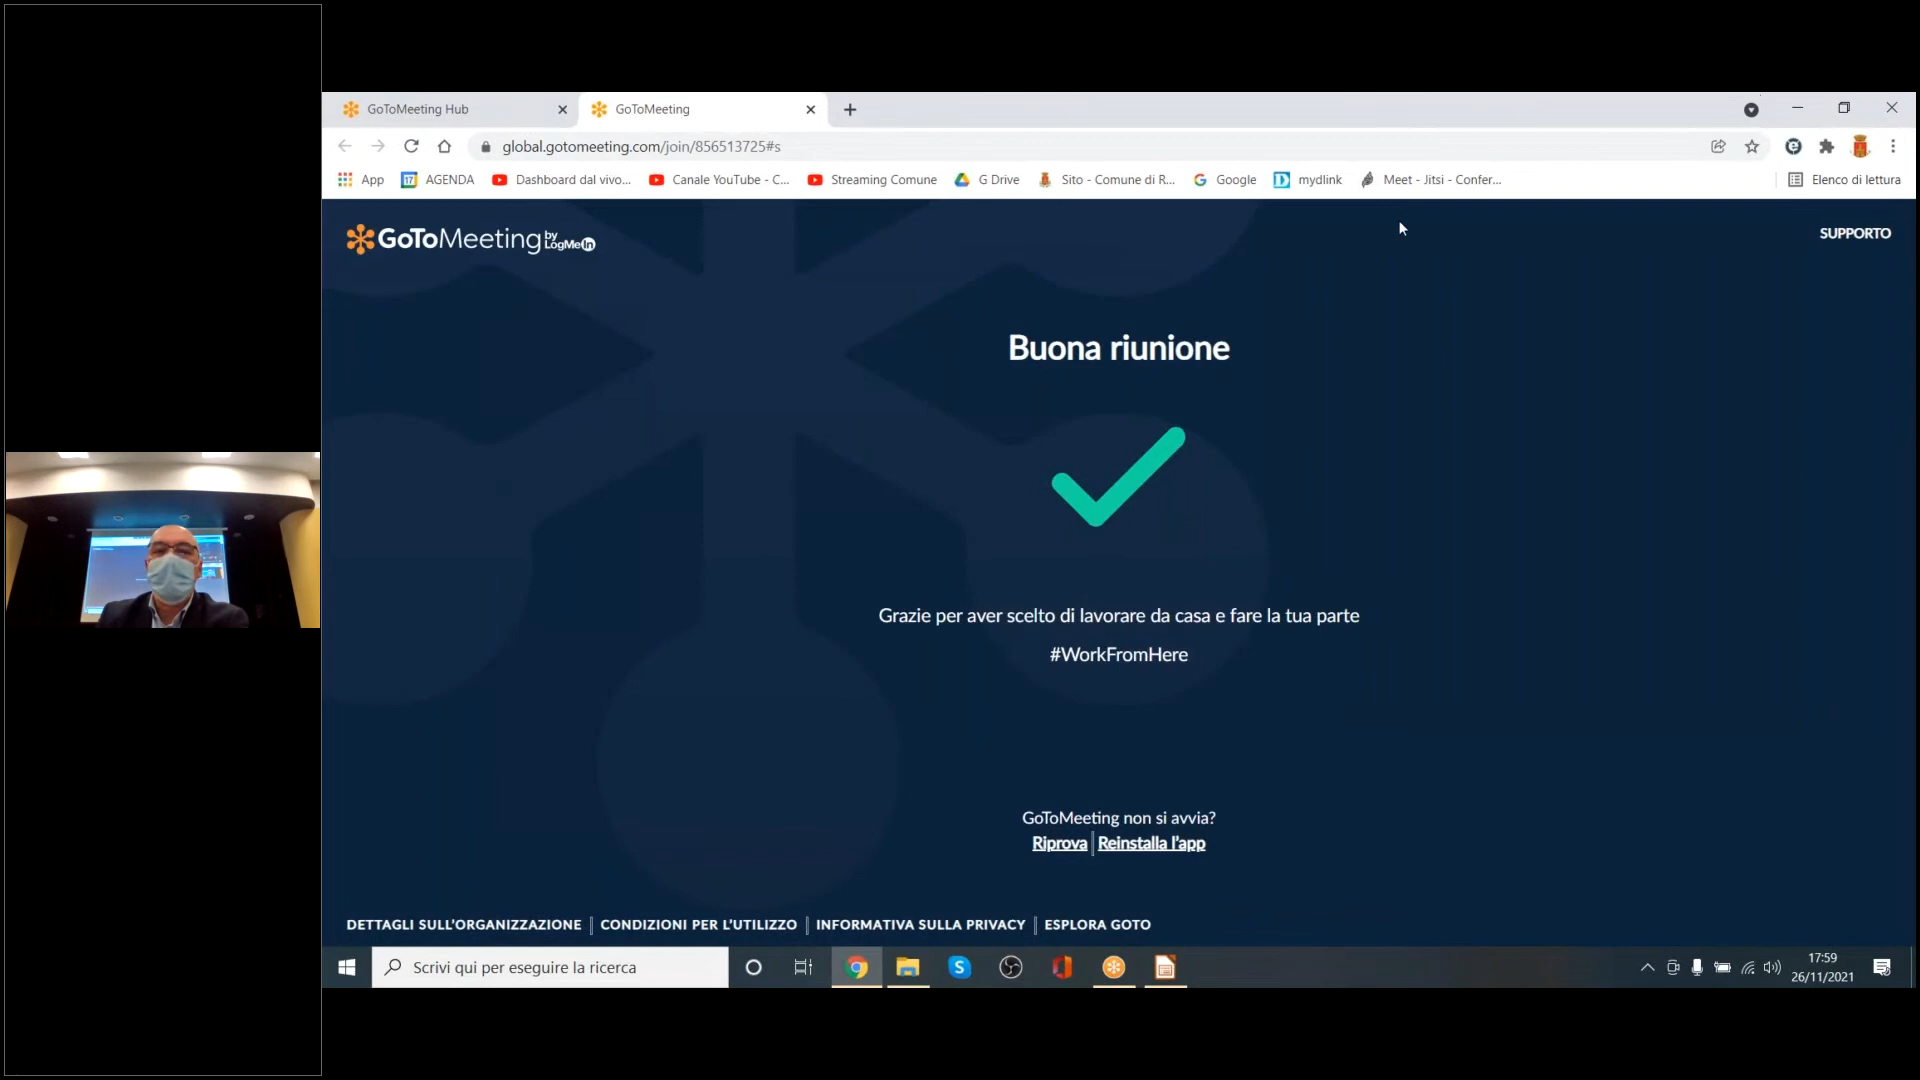 GoToMeeting Hub
GoToMeeting
global.gotomeeting.com/join/856513725#s
App
17 AGENDA
Dashboard dal vivo...
Canale YouTube - C...
Streaming Comune
G Drive
Sito - Comune di R...
Google
mydlink
Meet - Jitsi - Confer...
Elenco di lettura
GoToMeeting by LogMeIn
SUPPORTO
Buona riunione
Grazie per aver scelto di lavorare da casa e fare la tua parte
#WorkFromHere
GoToMeeting non si avvia?
Riprova Reinstalla l'app
DETTAGLI SULL'ORGANIZZAZIONE CONDIZIONI PER L'UTILIZZO INFORMATIVA SULLA PRIVACY ESPLORA GOTO
Scrivi qui per eseguire la ricerca
17:59
26/11/2021